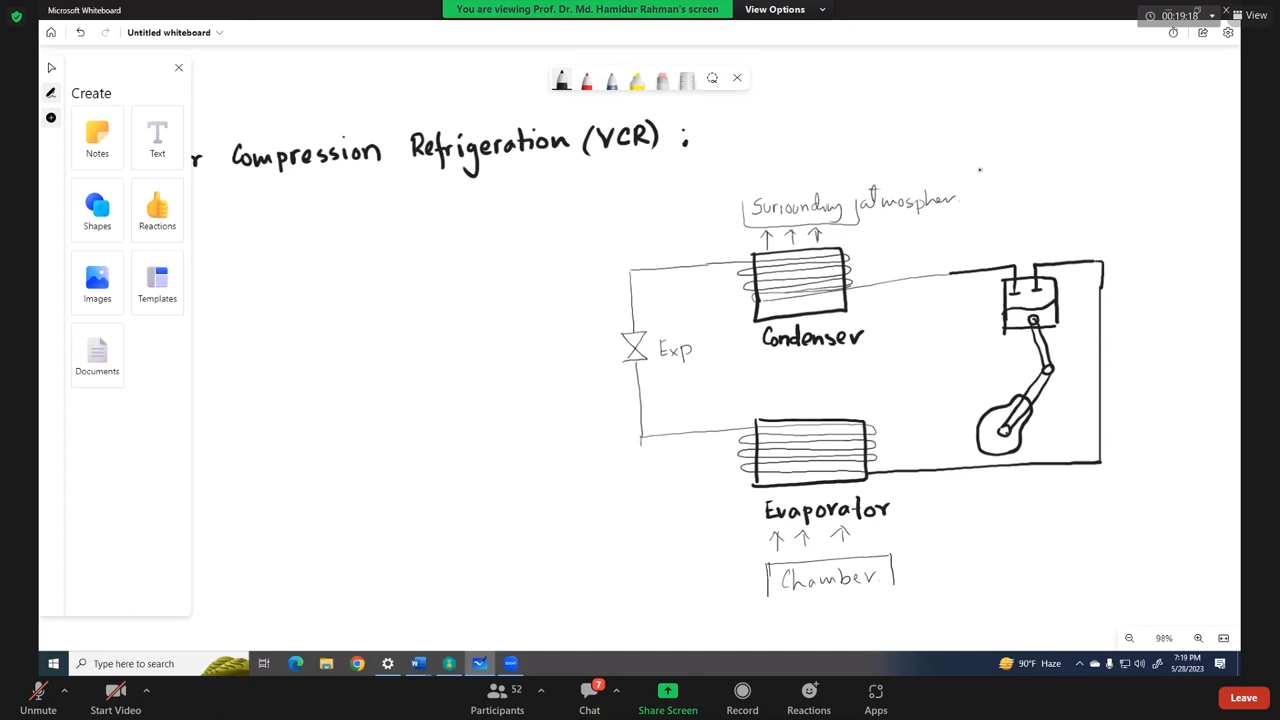 Microsoft Whiteboard
You are viewing Prof. Dr. Md. Hamidur Rahman's screen
View Options
00:19:18
View
Untitled whiteboard
Create
Notes
Text
Shapes
Reactions
Images
Templates
Documents
r Compression Refrigeration (VCR) :
Surrounding atmospher.
Condenser
Exp
Evaporator
Chamber.
98%
Type here to search
90°F Haze
7:19 PM
5/28/2023
52
7
Unmute
Start Video
Participants
Chat
Share Screen
Record
Reactions
Apps
Leave